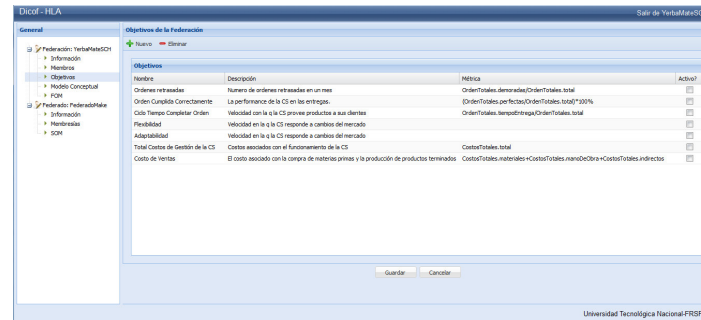 Dicof - HLA
Salir de YerbaMateSC
General
Federación: YerbaMateSCH
Información
Miembros
Objetivos
Modelo Conceptual
FOM
Federado: FederadoMake
Información
Membresías
SOM
Objetivos de la Federación
Nuevo Eliminar
Objetivos
Nombre Descripción Métrica Activo?
Ordenes retrasadas Numero de ordenes retrasadas en un mes OrdenTotales.demoradas/OrdenTotales.total
Orden Cumplida Correctamente La performance de la CS en las entregas. (OrdenTotales.perfectas/OrdenTotales.total)*100%
Ciclo Tiempo Completar Orden Velocidad con la q la CS provee productos a sus clientes OrdenTotales.tiempoEntrega/OrdenTotales.total
Flexibilidad Velocidad en la q la CS responde a cambios del mercado
Adaptabilidad Velocidad en la q la CS responde a cambios del mercado
Total Costos de Gestión de la CS Costos asociados con el funcionamiento de la CS CostosTotales.total
Costo de Ventas El costo asociado con la compra de materias primas y la producción de productos terminados CostosTotales.materiales+CostosTotales.manoDeObra+CostosTotales.indirectos
Guardar Cancelar
Universidad Tecnológica Nacional-FRSF